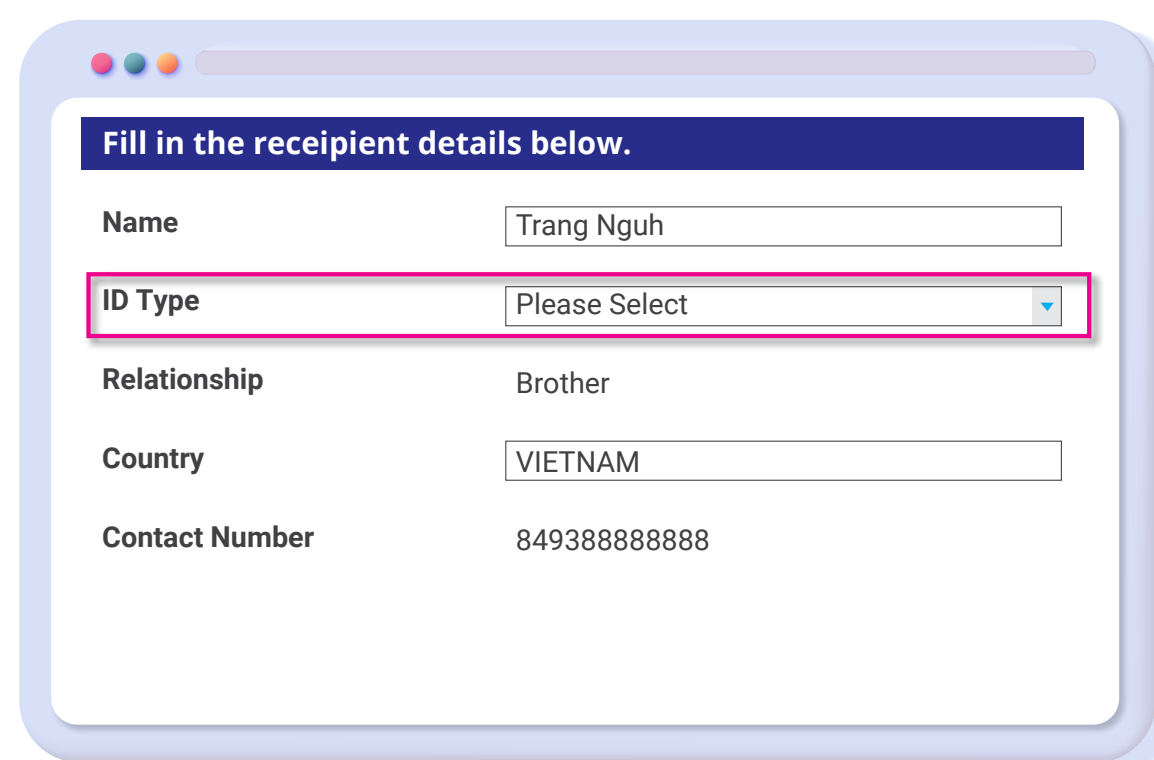 Fill in the receipient details below.
Name Trang Nguh
ID Type Please Select
Relationship Brother
Country VIETNAM
Contact Number 849388888888